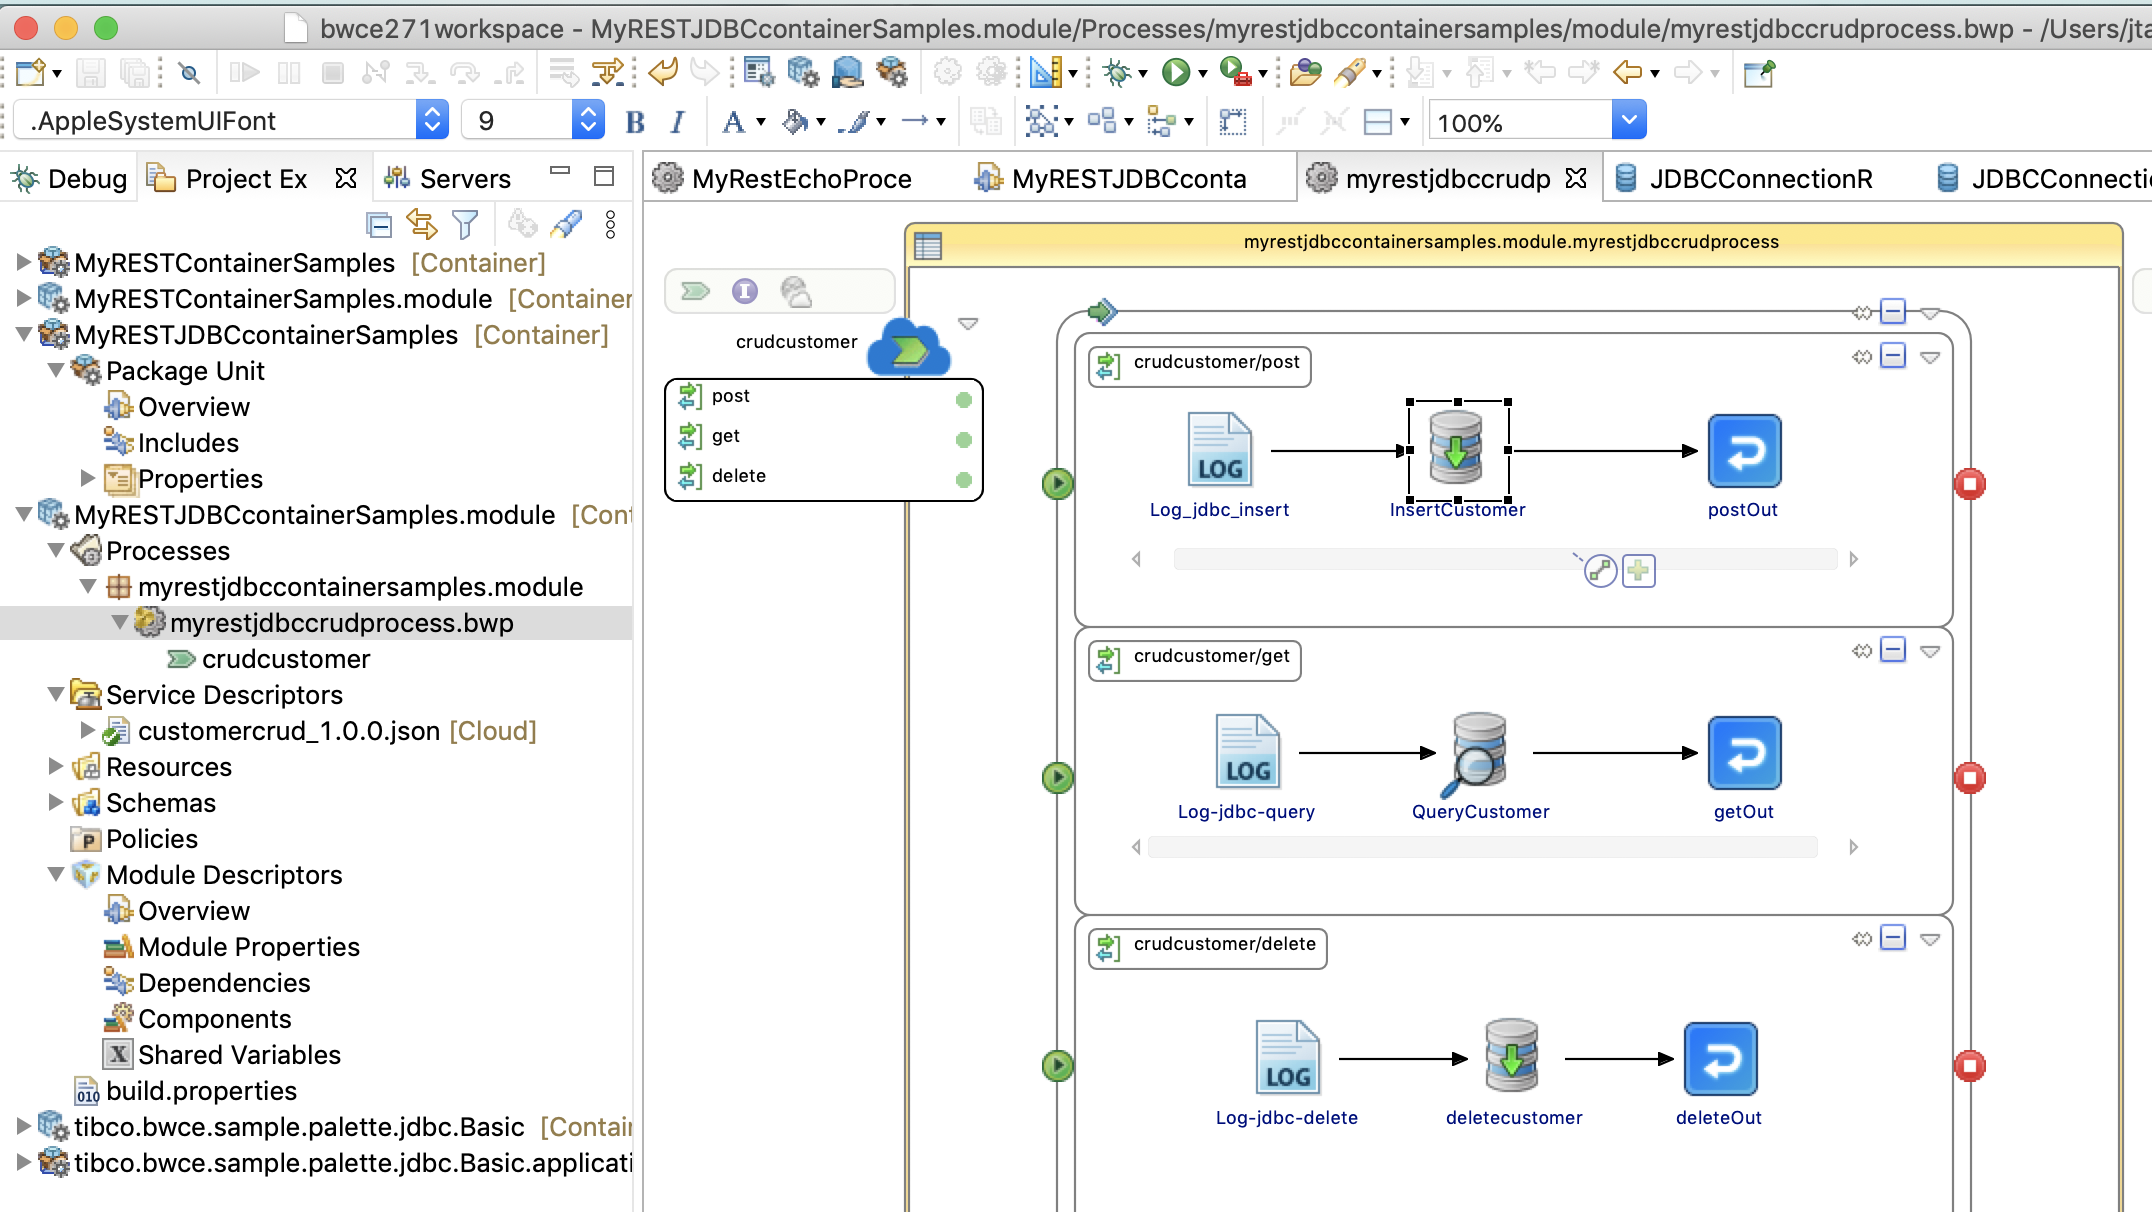 bwce271workspace - MyRESTJDBCcontainerSamples.module/Processes/myrestjdbccontainersamples/module/myrestjdbccrudprocess.bwp - /Users/jta
.AppleSystemUIFont
9
B I A
100%
Debug
Project Ex
Servers
MyRestEchoProce
MyRESTJDBCconta
myrestjdbccrudp
JDBCConnectionR
JDBCConnecti
MyRESTContainerSamples [Container]
MyRESTContainerSamples.module [Container
MyRESTJDBCcontainerSamples [Container]
Package Unit
Overview
Includes
Properties
MyRESTJDBCcontainerSamples.module [Cont
Processes
myrestjdbccontainersamples.module
myrestjdbccrudprocess.bwp
crudcustomer
Service Descriptors
customercrud_1.0.0.json [Cloud]
Resources
Schemas
Policies
Module Descriptors
Overview
Module Properties
Dependencies
Components
Shared Variables
build.properties
tibco.bwce.sample.palette.jdbc.Basic [Contain
tibco.bwce.sample.palette.jdbc.Basic.applicati
myrestjdbccontainersamples.module.myrestjdbccrudprocess
crudcustomer
post
get
delete
crudcustomer/post
LOG
Log_jdbc_insert
InsertCustomer
postOut
crudcustomer/get
LOG
Log-jdbc-query
QueryCustomer
getOut
crudcustomer/delete
LOG
Log-jdbc-delete
deletecustomer
deleteOut